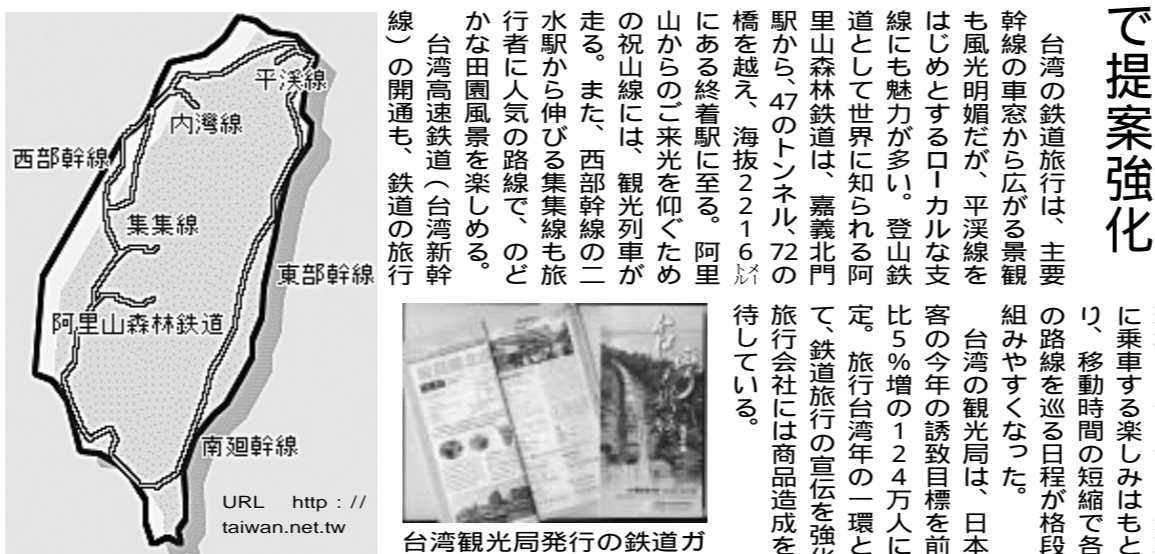 で提案強化
台湾の鉄道旅行は、主要
幹線の車窓から広がる景観
も風光明媚だが、平渓線を
はじめとするローカルな支
線にも魅力が多い。登山鉄
道として世界に知られる阿
里山森林鉄道は、嘉義北門
駅から、47のトンネル、72の
橋を越え、海抜2216メートル
にある終着駅に至る。阿里
山からのご来光を仰ぐため
の祝山線には、観光列車が
走る。また、西部幹線の二
水駅から伸びる集集線も旅
行者に人気の路線で、のど
かな田園風景を楽しめる。
台湾高速鉄道（台湾新幹
線）の開通も、鉄道の旅行
に乗車する楽しみはもと
り、移動時間の短縮で各
の路線を巡る日程が格段
組みやすくなった。
台湾の観光局は、日本
客の今年の誘致目標を前
比5％増の124万人に
定。旅行台湾年の一環と
て、鉄道旅行の宣伝を強化
旅行会社には商品造成を
待している。
平渓線
内灣線
西部幹線
集集線
東部幹線
阿里山森林鉄道
南廻幹線
URL http://
taiwan.net.tw
台湾観光局発行の鉄道ガ